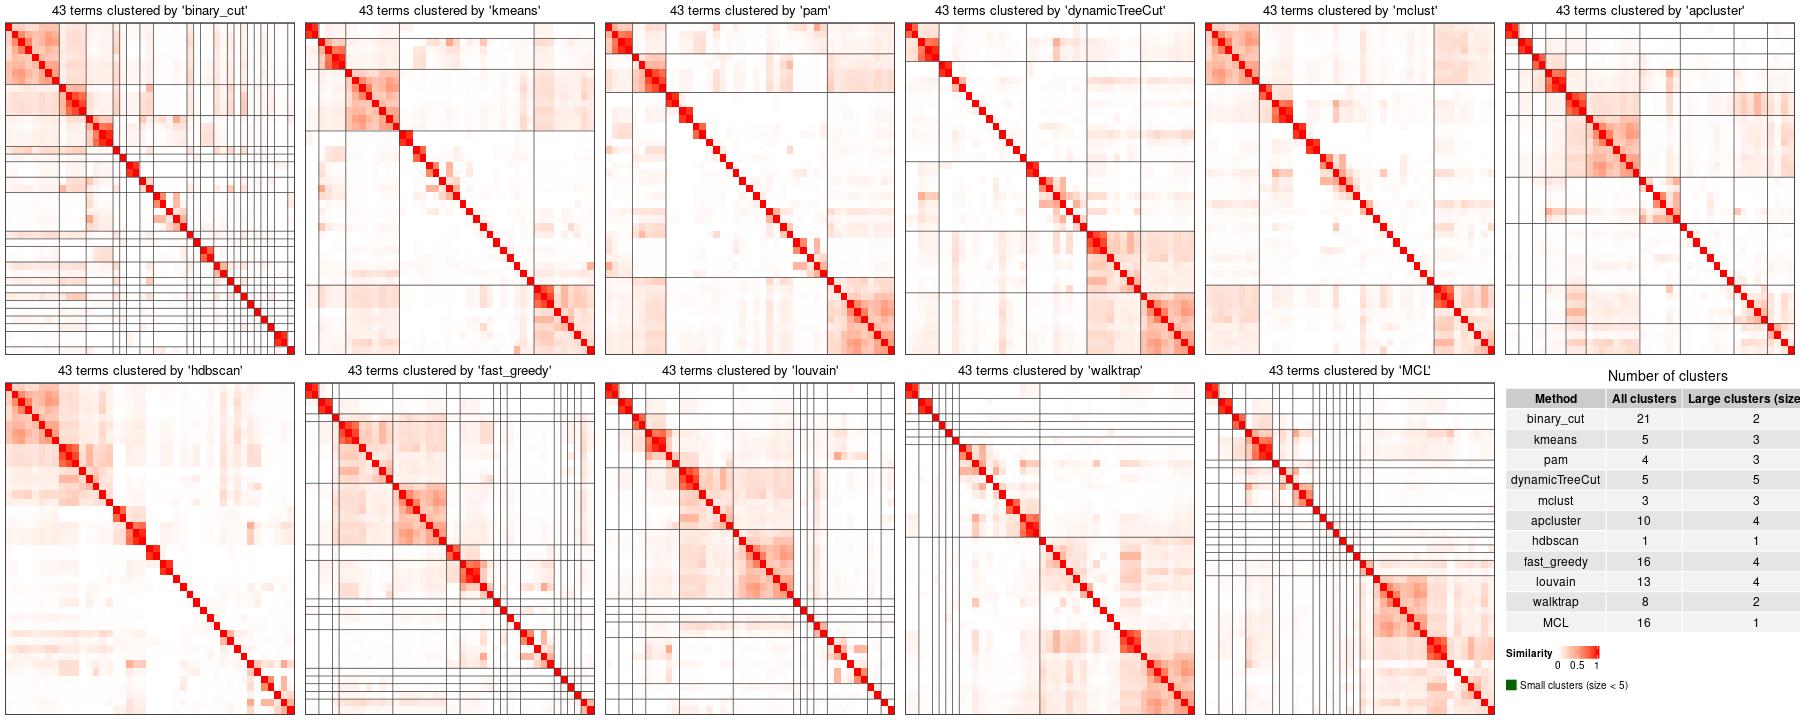 43 terms clustered by 'binary_cut'
43 terms clustered by 'kmeans'
43 terms clustered by 'pam'
43 terms clustered by 'dynamicTreeCut'
43 terms clustered by 'mclust'
43 terms clustered by 'apcluster'
43 terms clustered by 'hdbscan'
43 terms clustered by 'fast_greedy'
43 terms clustered by 'louvain'
43 terms clustered by 'walktrap'
43 terms clustered by 'MCL'
Number of clusters
Method All clusters Large clusters (size
binary_cut 21 2
kmeans 5 3
pam 4 3
dynamicTreeCut 5 5
mclust 3 3
apcluster 10 4
hdbscan 1 1
fast_greedy 16 4
louvain 13 4
walktrap 8 2
MCL 16 1
Similarity
0 0.5 1
Small clusters (size < 5)